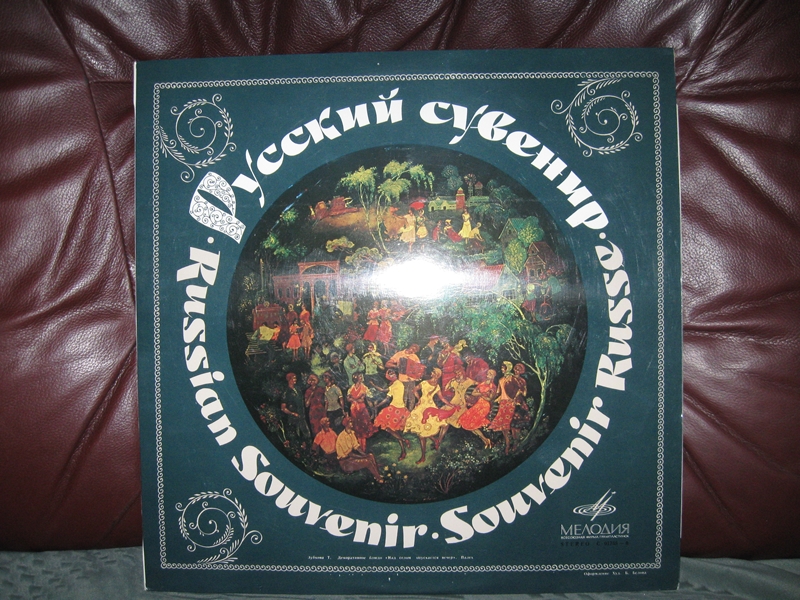 Русский сувенир
Russian Souvenir
Souvenir Russe
МЕЛОДИЯ